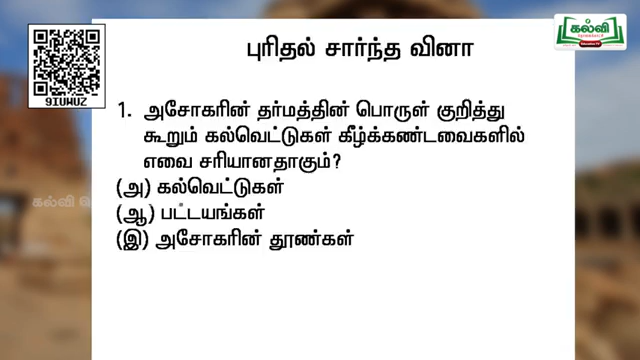 கல்வி
9IUWUZ
புரிதல் சார்ந்த வினா
1. அசோகரின் தர்மத்தின் பொருள் குறித்து
கூறும் கல்வெட்டுகள் கீழ்க்கண்டவைகளில்
எவை சரியானதாகும்?
(அ) கல்வெட்டுகள்
(ஆ) பட்டயங்கள்
(இ) அசோகரின் தூண்கள்
கல்வி